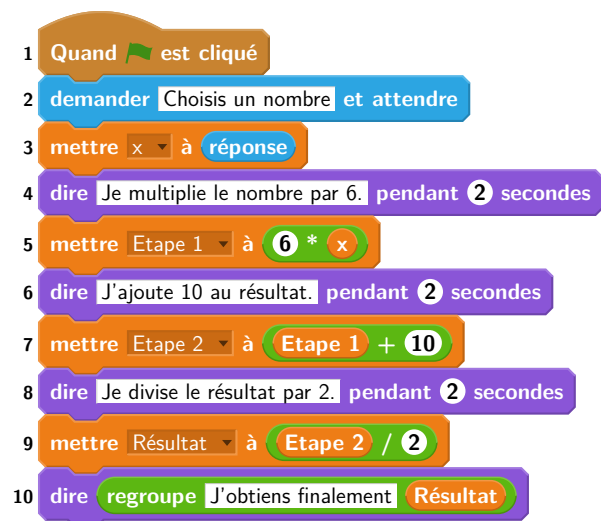 1 Quand est cliqué
2 demander Choisis un nombre et attendre
3 mettre x à réponse
4 dire Je multiplie le nombre par 6. pendant 2 secondes
5 mettre Etape 1 à 6 * x
6 dire J'ajoute 10 au résultat. pendant 2 secondes
7 mettre Etape 2 à Etape 1 + 10
8 dire Je divise le résultat par 2. pendant 2 secondes
9 mettre Résultat à Etape 2 / 2
10 dire regroupe J'obtiens finalement Résultat